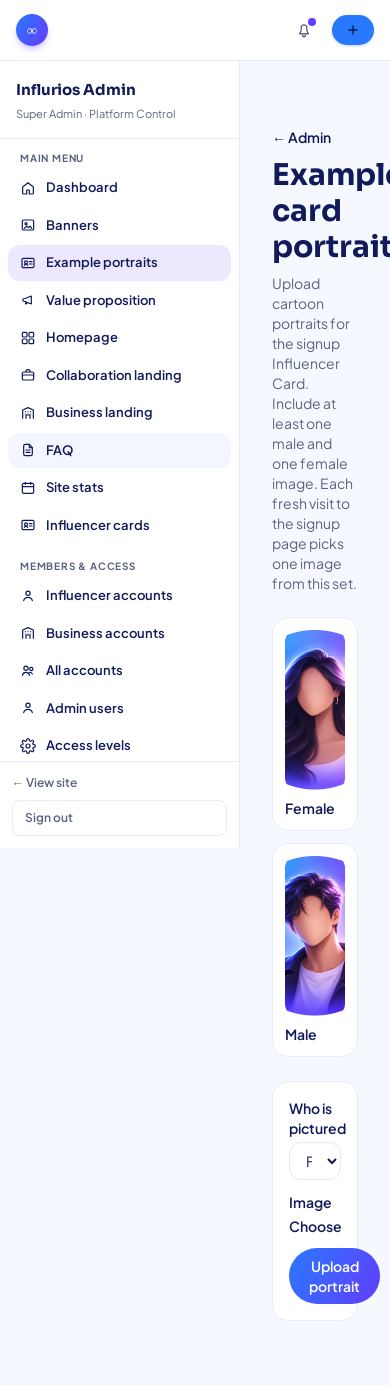 ∞
+
Influrios Admin
Super Admin · Platform Control
MAIN MENU
Dashboard
Banners
Example portraits
Value proposition
Homepage
Collaboration landing
Business landing
FAQ
Site stats
Influencer cards
MEMBERS & ACCESS
Influencer accounts
Business accounts
All accounts
Admin users
Access levels
← View site
Sign out
← Admin
Example
card
portrait
Upload
cartoon
portraits for
the signup
Influencer
Card.
Include at
least one
male and
one female
image. Each
fresh visit to
the signup
page picks
one image
from this set.
Female
Male
Who is
pictured
F
Image
Choose
Upload
portrait